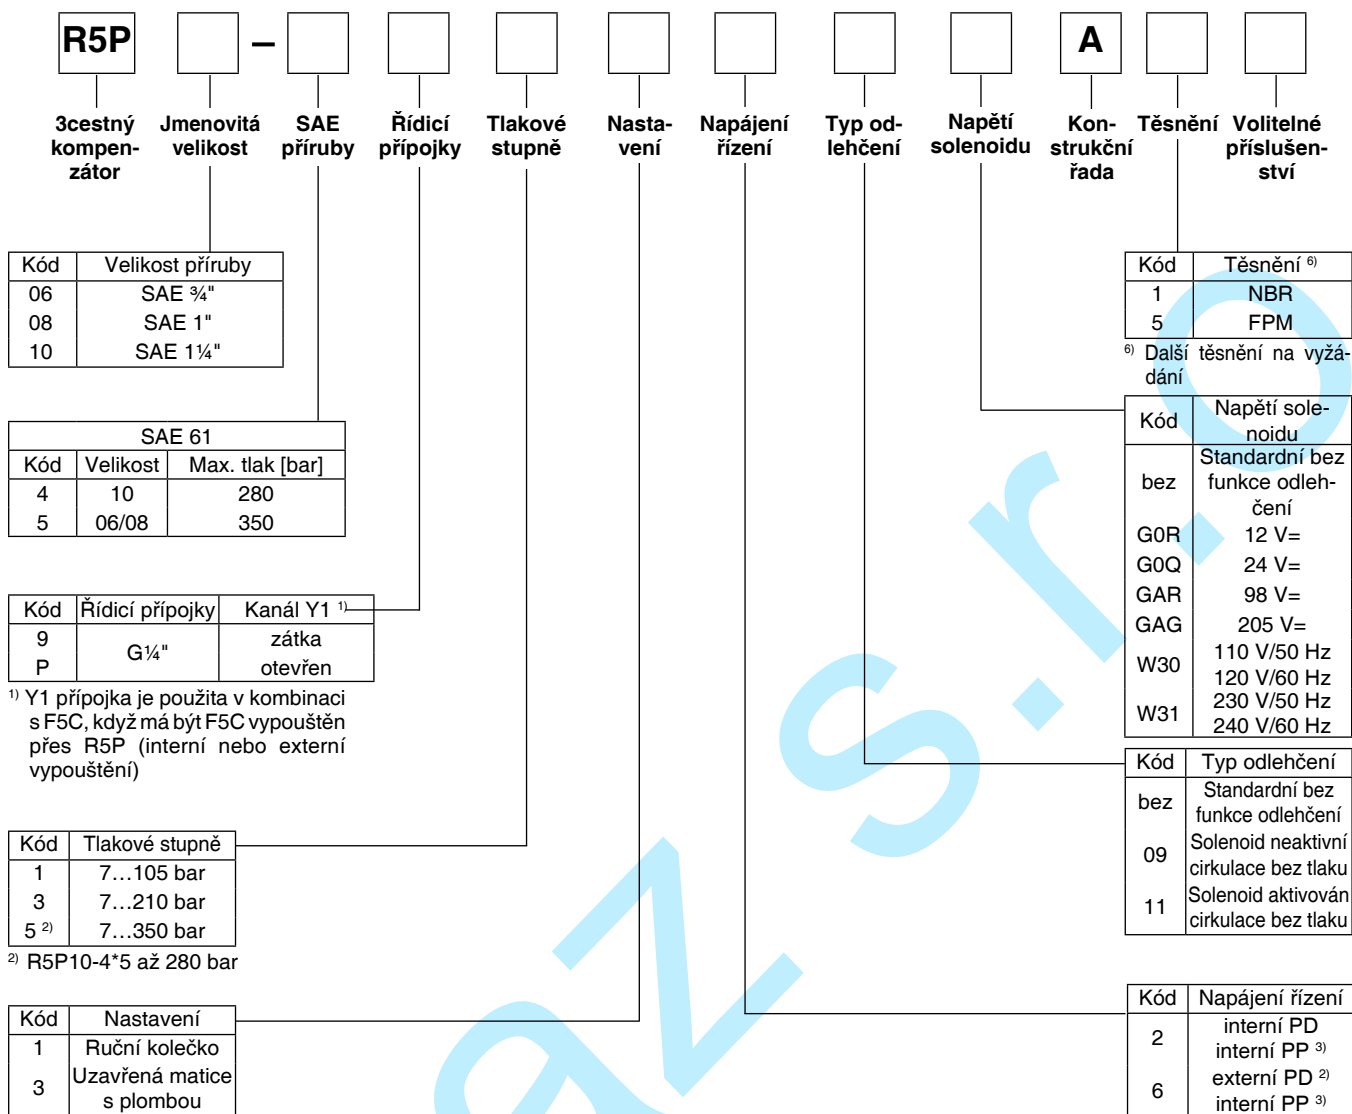 R5P – A
3cestný kompen-zátor
Jmenovitá velikost
SAE příruby
Řídicí přípojky
Tlakové stupně
Nasta-vení
Napájení řízení
Typ od-lehčení
Napětí solenoidu
Kon-strukční řada
Těsnění
Volitelné příslušen-ství
Kód Velikost příruby
06 SAE ¾"
08 SAE 1"
10 SAE 1¼"
SAE 61
Kód Velikost Max. tlak [bar]
4 10 280
5 06/08 350
Kód Řídicí přípojky Kanál Y1 1)
9 G¼" zátka
P otevřen
1) Y1 přípojka je použita v kombinaci
s F5C, když má být F5C vypouštěn
přes R5P (interní nebo externí
vypouštění)
Kód Tlakové stupně
1 7…105 bar
3 7…210 bar
5 2) 7…350 bar
2) R5P10-4*5 až 280 bar
Kód Nastavení
1 Ruční kolečko
3 Uzavřená matice
s plombou
Kód Těsnění 6)
1 NBR
5 FPM
6) Další těsnění na vyžá-
dání
Kód Napětí sole-
noidu
bez Standardní bez
funkce odleh-
čení
G0R 12 V=
G0Q 24 V=
GAR 98 V=
GAG 205 V=
W30 110 V/50 Hz
120 V/60 Hz
W31 230 V/50 Hz
240 V/60 Hz
Kód Typ odlehčení
bez Standardní bez
funkce odlehčení
09 Solenoid neaktivní
cirkulace bez tlaku
11 Solenoid aktivován
cirkulace bez tlaku
Kód Napájení řízení
2 interní PD
interní PP 3)
6 externí PD 2)
interní PP 3)
az s.r.o